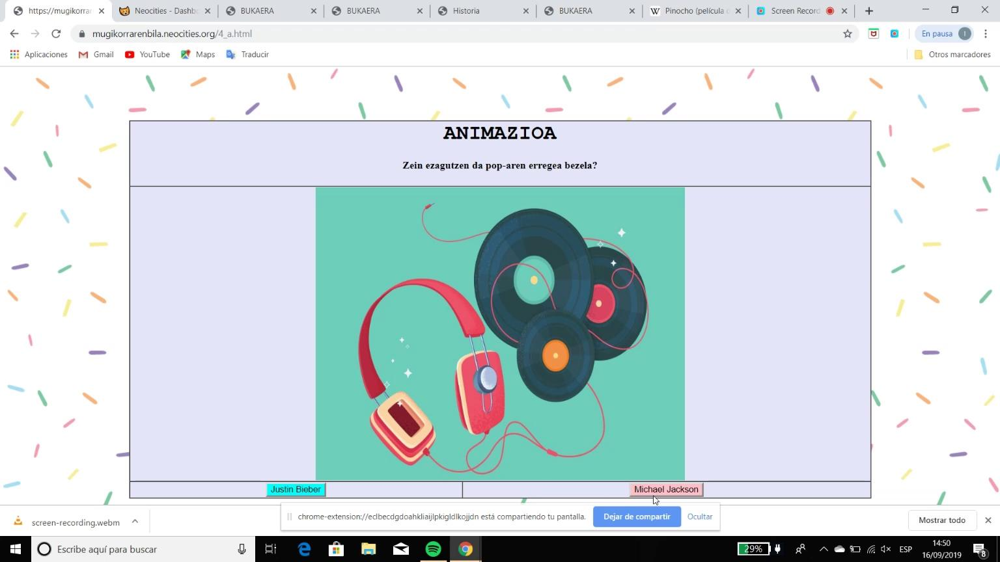 https://mugikorrar
Neocities - Dashbo
BUKAERA
BUKAERA
Historia
BUKAERA
Pinocho (película d
Screen Record
mugikorrarenbila.neocities.org/4_a.html
En pausa
I
Aplicaciones
Gmail
YouTube
Maps
Traducir
Otros marcadores
ANIMAZIOA
Zein ezagutzen da pop-aren erregea bezela?
Justin Bieber
Michael Jackson
screen-recording.webm
chrome-extension://eclbecdgdoahkliaijlpkigldlkojjdn está compartiendo tu pantalla.
Dejar de compartir
Ocultar
Mostrar todo
Escribe aquí para buscar
29%
ESP
14:50
16/09/2019
8